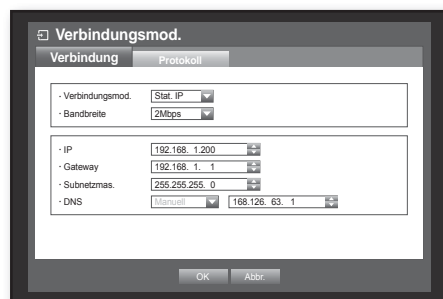 Verbindungsmod.
Verbindung Protokoll
· Verbindungsmod. Stat. IP
· Bandbreite 2Mbps
· IP 192.168. 1.200
· Gateway 192.168. 1. 1
· Subnetzmas. 255.255.255. 0
· DNS Manuell 168.126. 63. 1
OK Abbr.